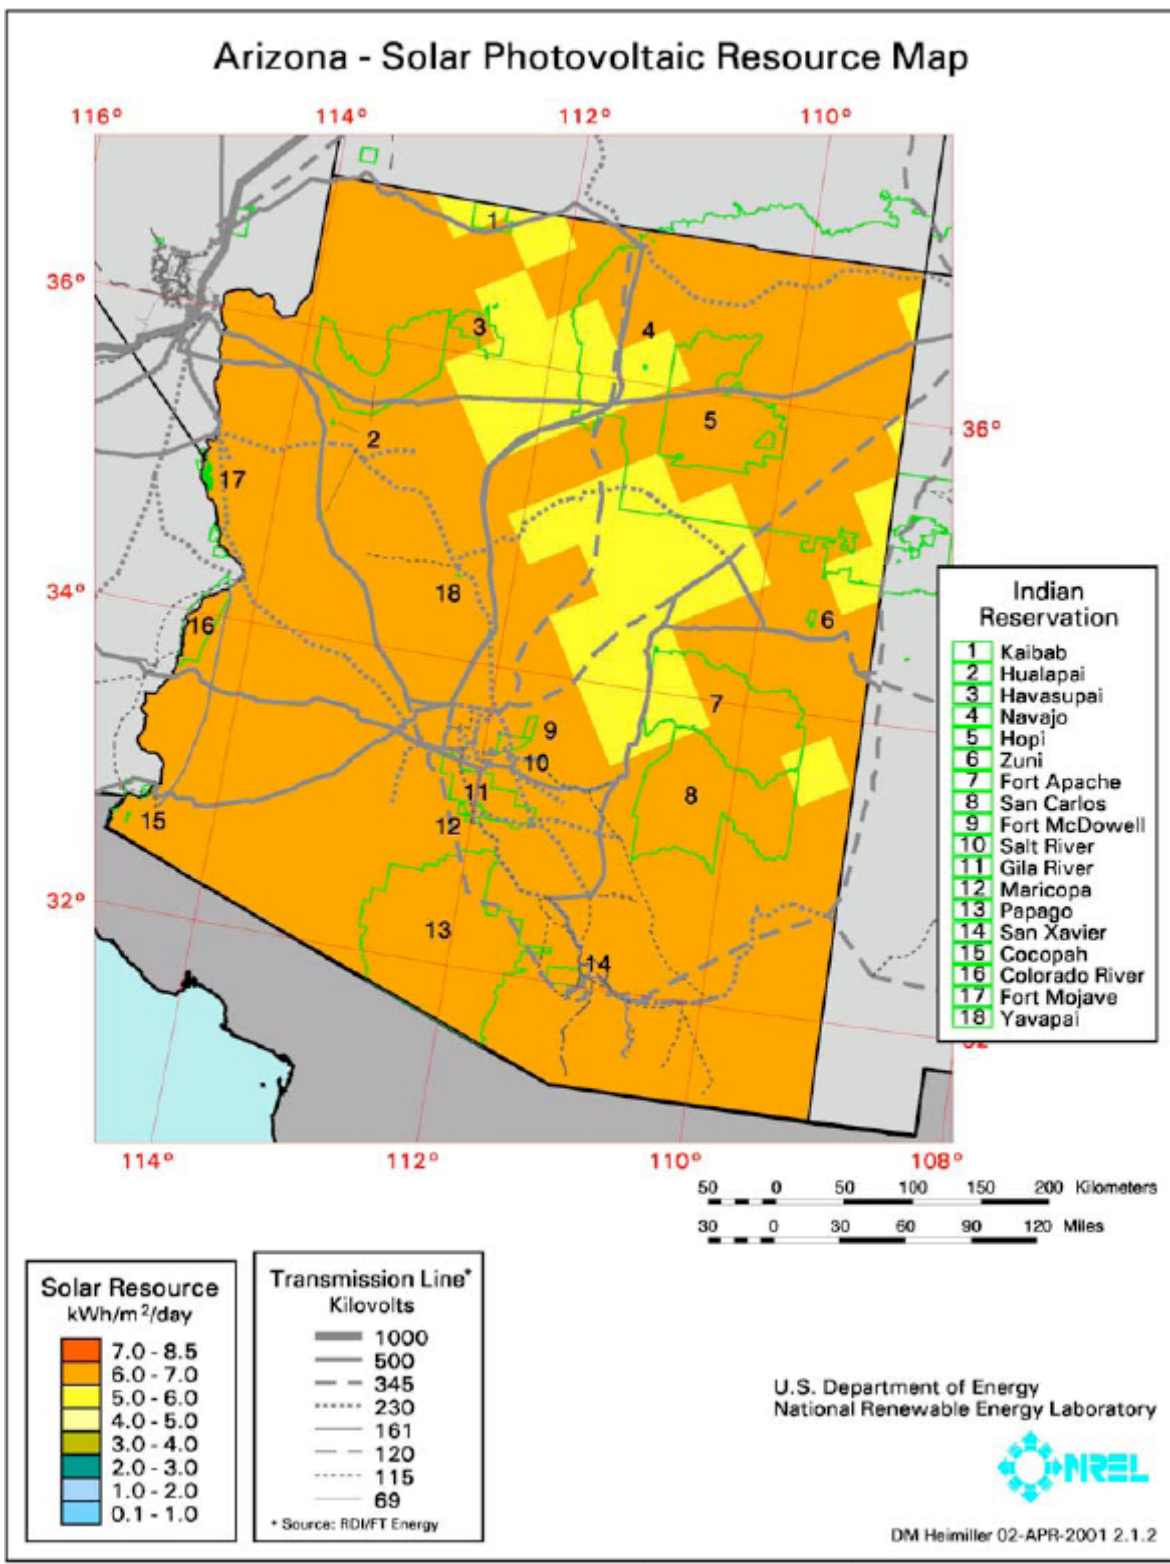 Arizona - Solar Photovoltaic Resource Map
116° 114° 112° 110°
1
36°
3 4
5
2
36°
17
34°
18
16
6
7
9
10
8
11
15
12
32°
13
14
Indian
Reservation
1 Kaibab
2 Hualapai
3 Havasupai
4 Navajo
5 Hopi
6 Zuni
7 Fort Apache
8 San Carlos
9 Fort McDowell
10 Salt River
11 Gila River
12 Maricopa
13 Papago
14 San Xavier
15 Cocopah
16 Colorado River
17 Fort Mojave
18 Yavapai
114° 112° 110° 108°
50 0 50 100 150 200 Kilometers
30 0 30 60 90 120 Miles
Solar Resource
kWh/m²/day
7.0 - 8.5
6.0 - 7.0
5.0 - 6.0
4.0 - 5.0
3.0 - 4.0
2.0 - 3.0
1.0 - 2.0
0.1 - 1.0
Transmission Line*
Kilovolts
1000
500
345
230
161
120
115
69
* Source: RDI/FT Energy
U.S. Department of Energy
National Renewable Energy Laboratory
NREL
DM Heimiller 02-APR-2001 2.1.2